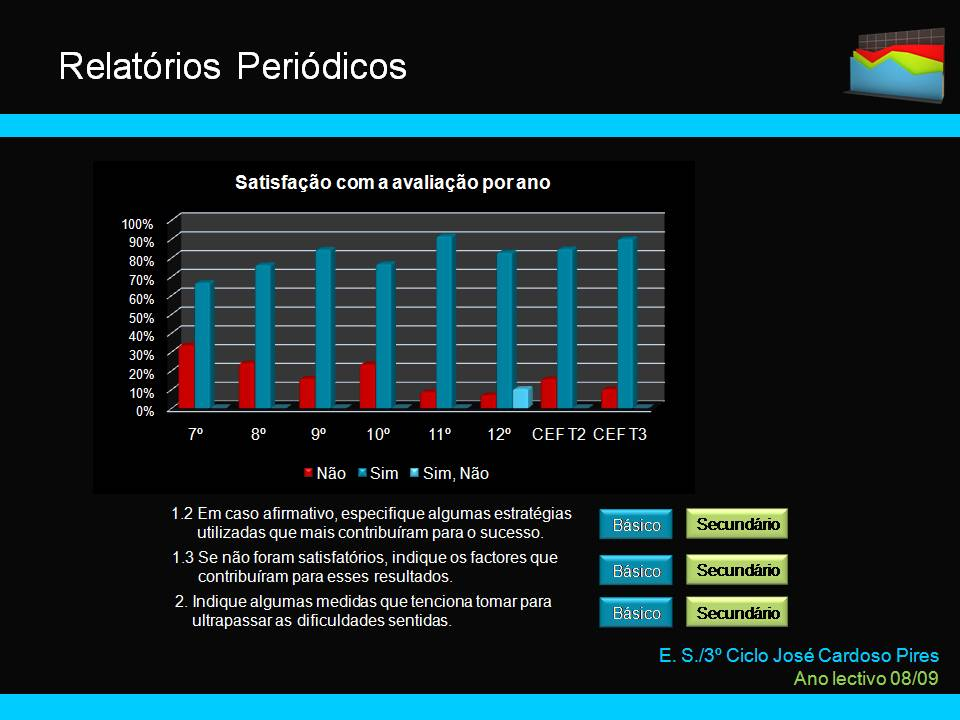 Relatórios Periódicos
Satisfação com a avaliação por ano
100%
90%
80%
70%
60%
50%
40%
30%
20%
10%
0%
7º 8º 9º 10º 11º 12º CEF T2 CEF T3
Não Sim Sim, Não
1.2 Em caso afirmativo, especifique algumas estratégias
utilizadas que mais contribuíram para o sucesso.
Básico Secundário
1.3 Se não foram satisfatórios, indique os factores que
contribuíram para esses resultados.
Básico Secundário
2. Indique algumas medidas que tenciona tomar para
ultrapassar as dificuldades sentidas.
Básico Secundário
E. S./3º Ciclo José Cardoso Pires
Ano lectivo 08/09